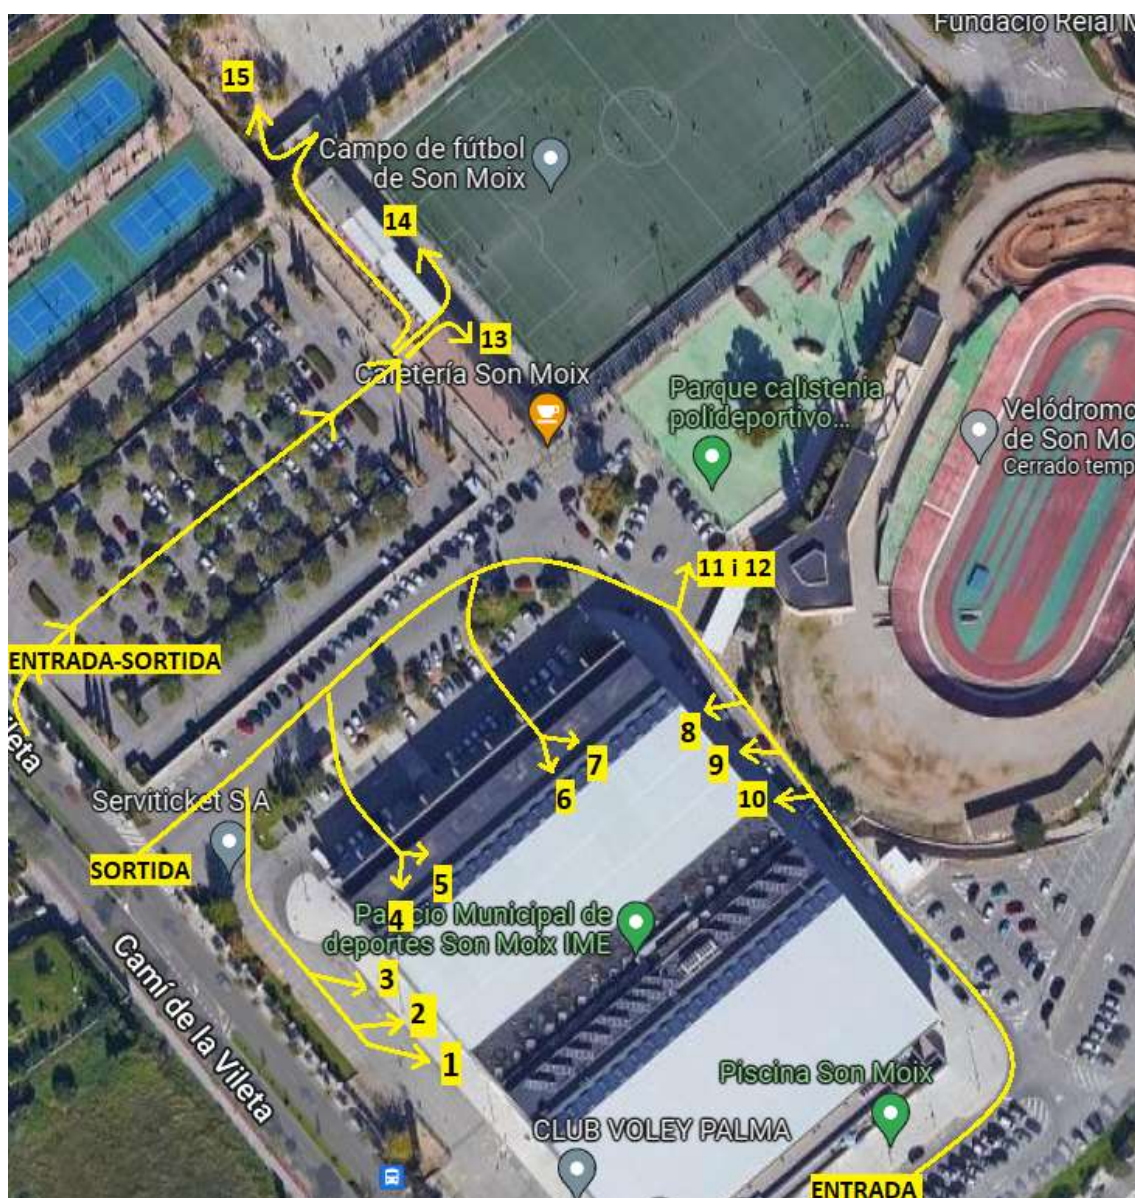 Fundació Reial M
15
Campo de fútbol
de Son Moix
14
13
Cafetería Son Moix
Parque calistenia
polideportivo...
Velódromo
de Son Mo
Cerrado temp
11 i 12
ENTRADA-SORTIDA
ileta
8
7
9
6
10
Serviticket S A
SORTIDA
5
4
Palacio Municipal de
deportes Son Moix IME
3
2
1
Camí de la Vileta
Piscina Son Moix
CLUB VOLEY PALMA
ENTRADA